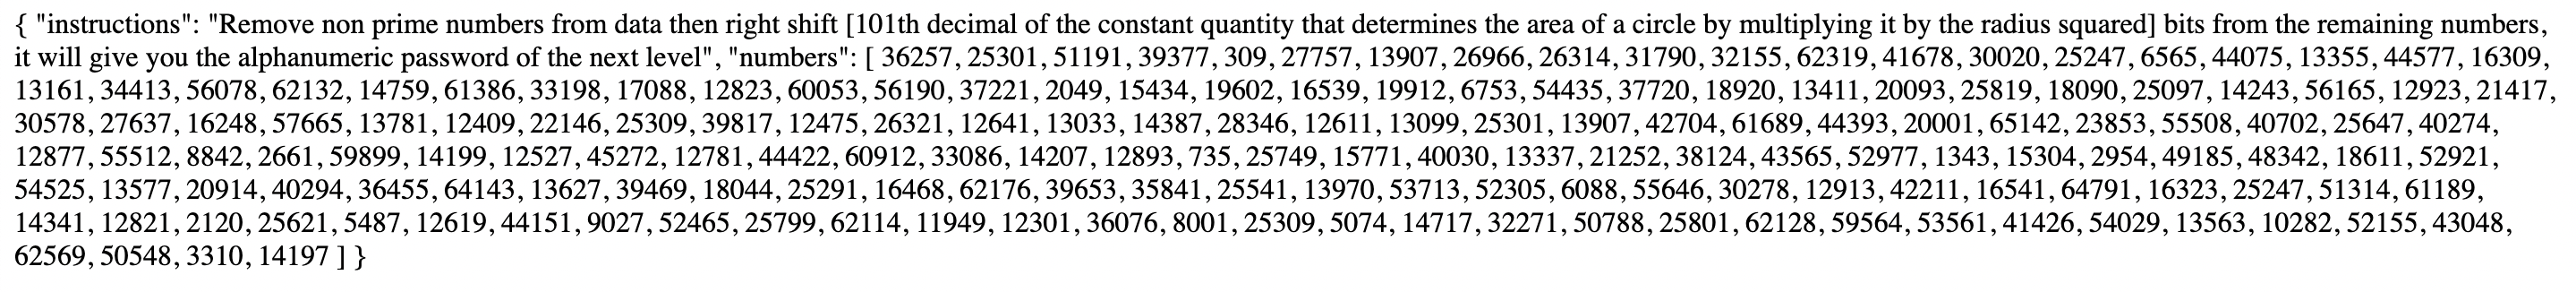 { "instructions": "Remove non prime numbers from data then right shift [101th decimal of the constant quantity that determines the area of a circle by multiplying it by the radius squared] bits from the remaining numbers,
it will give you the alphanumeric password of the next level", "numbers": [ 36257, 25301, 51191, 39377, 309, 27757, 13907, 26966, 26314, 31790, 32155, 62319, 41678, 30020, 25247, 6565, 44075, 13355, 44577, 16309,
13161, 34413, 56078, 62132, 14759, 61386, 33198, 17088, 12823, 60053, 56190, 37221, 2049, 15434, 19602, 16539, 19912, 6753, 54435, 37720, 18920, 13411, 20093, 25819, 18090, 25097, 14243, 56165, 12923, 21417,
30578, 27637, 16248, 57665, 13781, 12409, 22146, 25309, 39817, 12475, 26321, 12641, 13033, 14387, 28346, 12611, 13099, 25301, 13907, 42704, 61689, 44393, 20001, 65142, 23853, 55508, 40702, 25647, 40274,
12877, 55512, 8842, 2661, 59899, 14199, 12527, 45272, 12781, 44422, 60912, 33086, 14207, 12893, 735, 25749, 15771, 40030, 13337, 21252, 38124, 43565, 52977, 1343, 15304, 2954, 49185, 48342, 18611, 52921,
54525, 13577, 20914, 40294, 36455, 64143, 13627, 39469, 18044, 25291, 16468, 62176, 39653, 35841, 25541, 13970, 53713, 52305, 6088, 55646, 30278, 12913, 42211, 16541, 64791, 16323, 25247, 51314, 61189,
14341, 12821, 2120, 25621, 5487, 12619, 44151, 9027, 52465, 25799, 62114, 11949, 12301, 36076, 8001, 25309, 5074, 14717, 32271, 50788, 25801, 62128, 59564, 53561, 41426, 54029, 13563, 10282, 52155, 43048,
62569, 50548, 3310, 14197 ] }